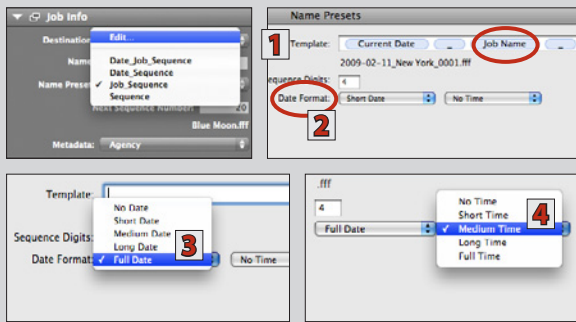 Job Info
Destination
Edit...
Name
Date_Job_Sequence
Date_Sequence
Name Preset ✓ Job_Sequence
Sequence
Next Sequence Number: 20
Blue Moon.fff
Metadata: Agency
Name Presets
1
Template: Current Date _ Job Name _
2009-02-11_New York_0001.fff
equence Digits: 4
Date Format: Short Date No Time
2
Template:
No Date
Short Date
Medium Date
Sequence Digits: Long Date
3
Date Format: ✓ Full Date No Time
.fff
4
No Time
Short Time
Full Date ✓ Medium Time
4
Long Time
Full Time